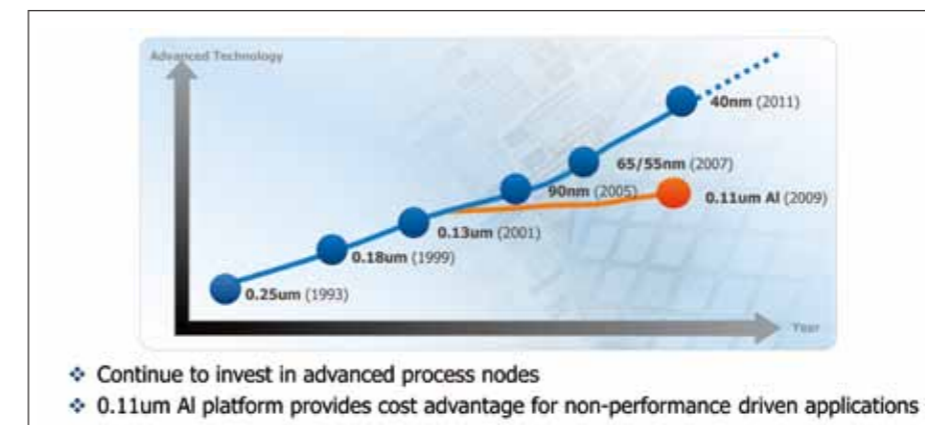 Advanced Technology
40nm (2011)
65/55nm (2007)
90nm (2005)
0.11um Al (2009)
0.13um (2001)
0.18um (1999)
0.25um (1993)
Year
❖ Continue to invest in advanced process nodes
❖ 0.11um Al platform provides cost advantage for non-performance driven applications